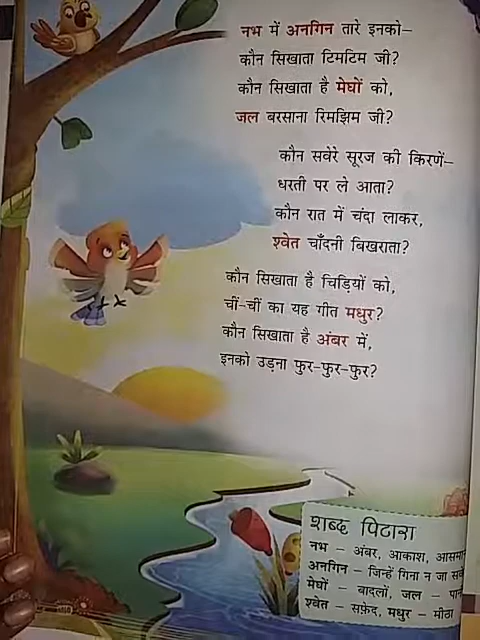 नभ में अनगिन तारे इनको–
कौन सिखाता टिमटिम जी?
कौन सिखाता है मेघों को,
जल बरसाना रिमझिम जी?
कौन सवेरे सूरज की किरणें–
धरती पर ले आता?
कौन रात में चंदा लाकर,
श्वेत चाँदनी बिखराता?
कौन सिखाता है चिड़ियों को,
चीं-चीं का यह गीत मधुर?
कौन सिखाता है अंबर में,
इनको उड़ना फुर-फुर-फुर?
शब्द पिटारा
नभ – अंबर, आकाश,
अनगिन – जिन्हें गिना न जा
मेघों – बादलों, जल –
श्वेत – सफ़ेद, मधुर – मीठा